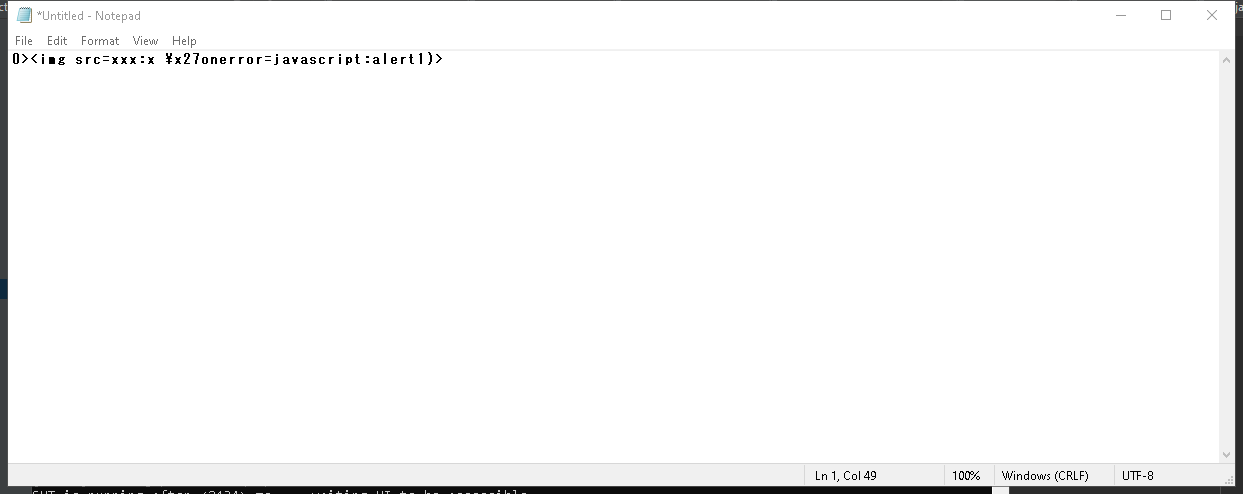 *Untitled - Notepad
File Edit Format View Help
0><img src=xxx:x ¥x27onerror=javascript:alert1)>
Ln 1, Col 49 100% Windows (CRLF) UTF-8